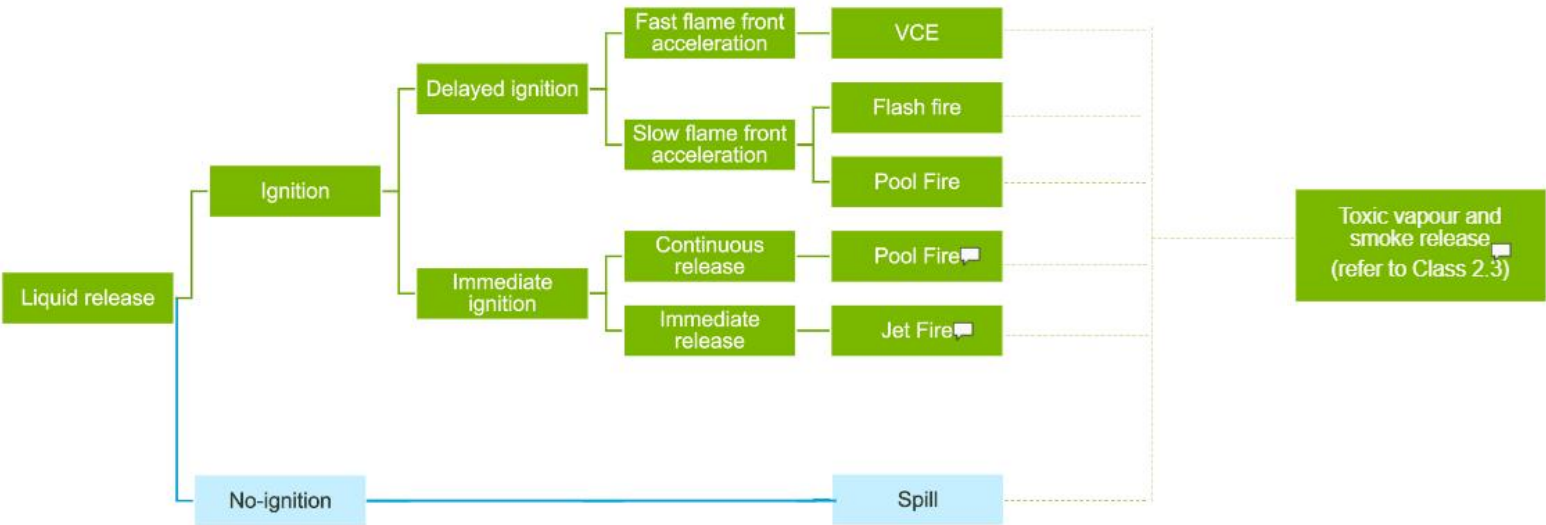 Fast flame front
acceleration
VCE
Delayed ignition
Flash fire
Slow flame front
acceleration
Ignition
Pool Fire
Toxic vapour and
smoke release
(refer to Class 2.3)
Continuous
release
Pool Fire
Liquid release
Immediate
ignition
Immediate
release
Jet Fire
No-ignition
Spill